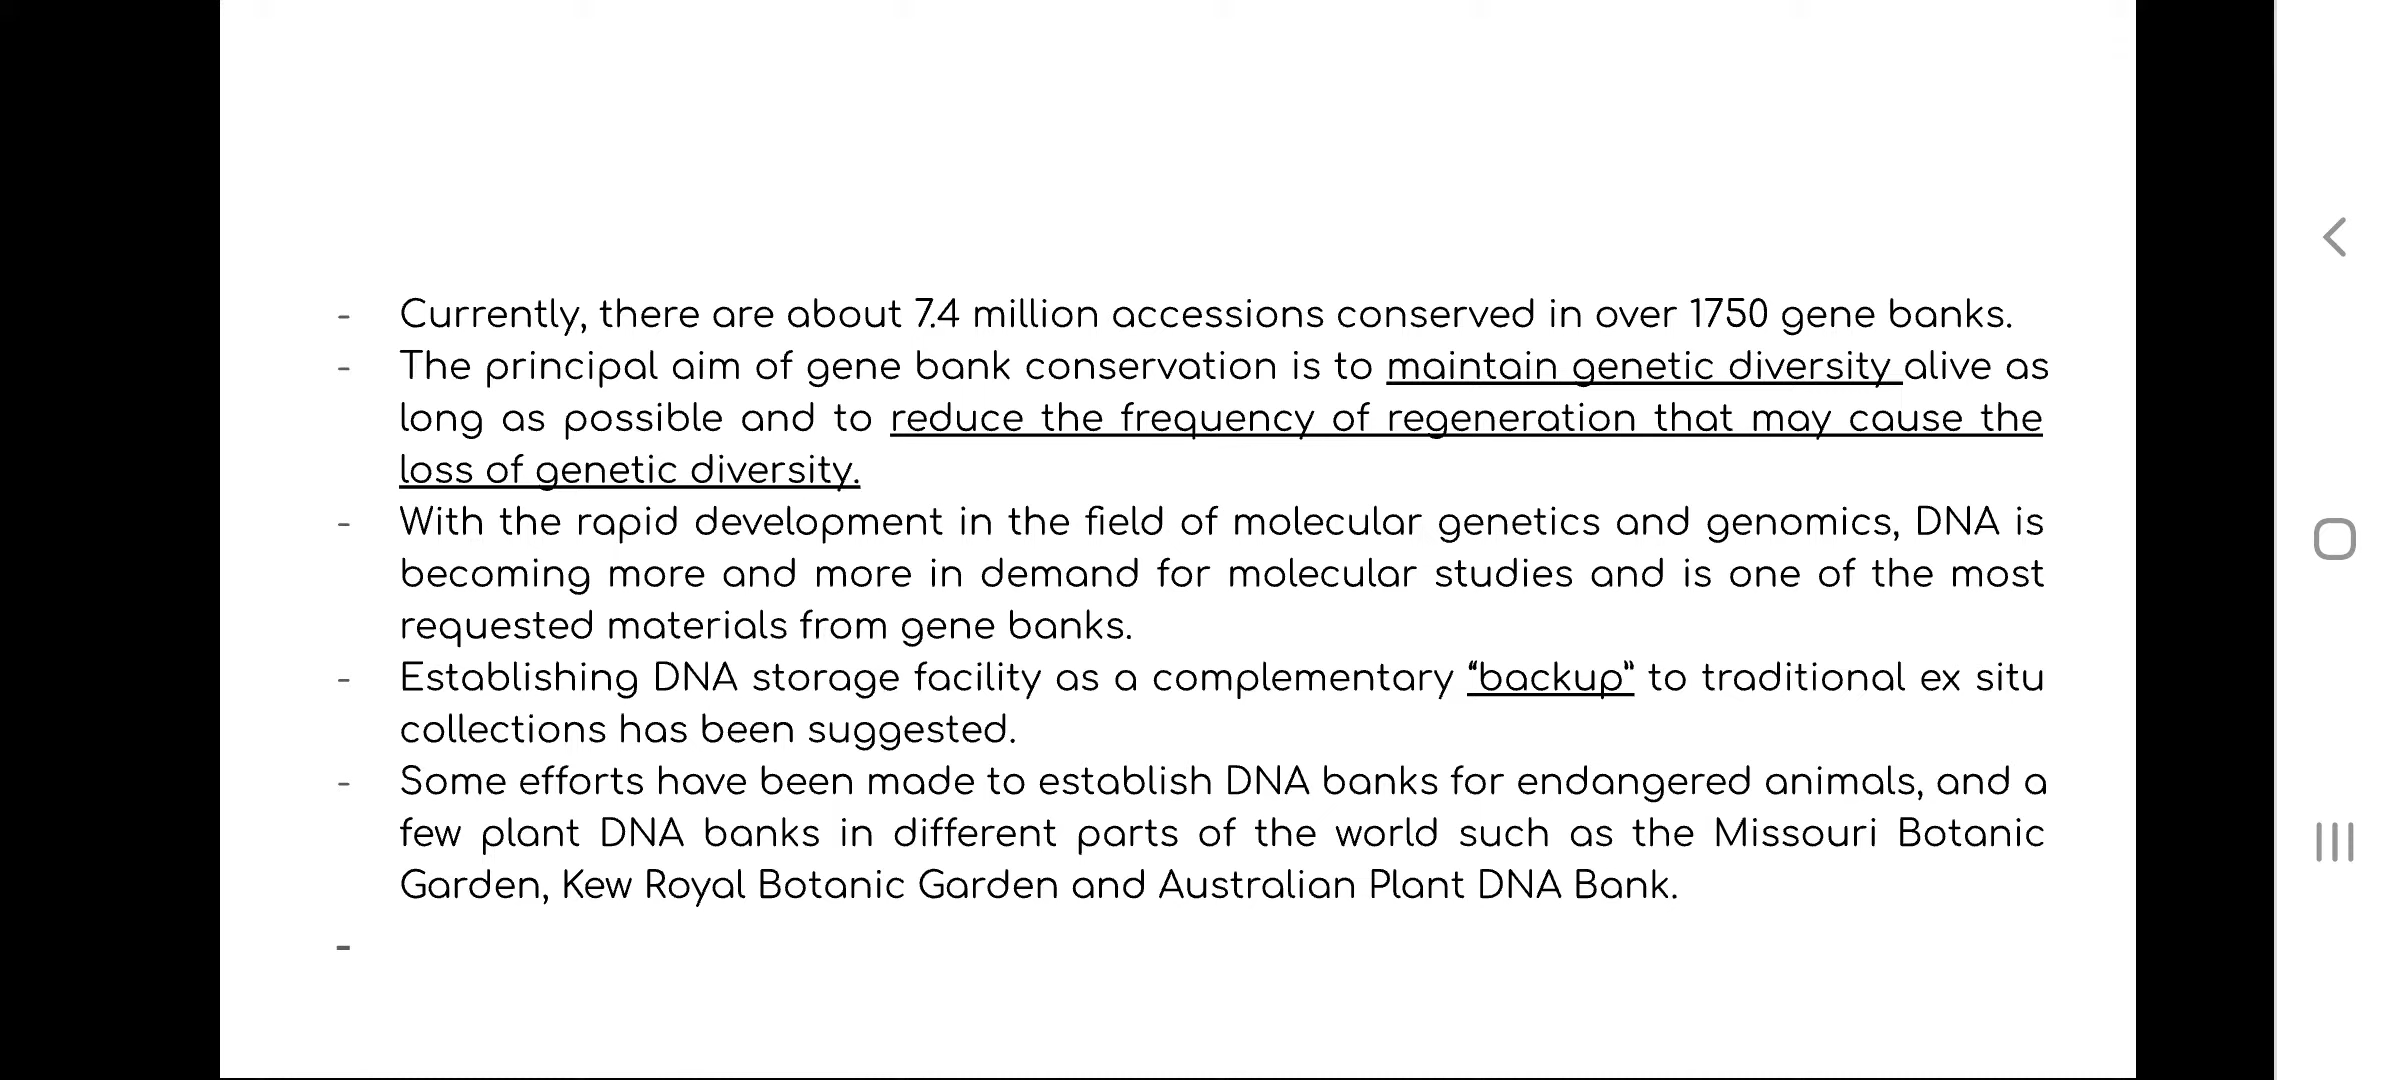 - Currently, there are about 7.4 million accessions conserved in over 1750 gene banks.
- The principal aim of gene bank conservation is to maintain genetic diversity alive as
long as possible and to reduce the frequency of regeneration that may cause the
loss of genetic diversity.
- With the rapid development in the field of molecular genetics and genomics, DNA is
becoming more and more in demand for molecular studies and is one of the most
requested materials from gene banks.
- Establishing DNA storage facility as a complementary “backup” to traditional ex situ
collections has been suggested.
- Some efforts have been made to establish DNA banks for endangered animals, and a
few plant DNA banks in different parts of the world such as the Missouri Botanic
Garden, Kew Royal Botanic Garden and Australian Plant DNA Bank.
-